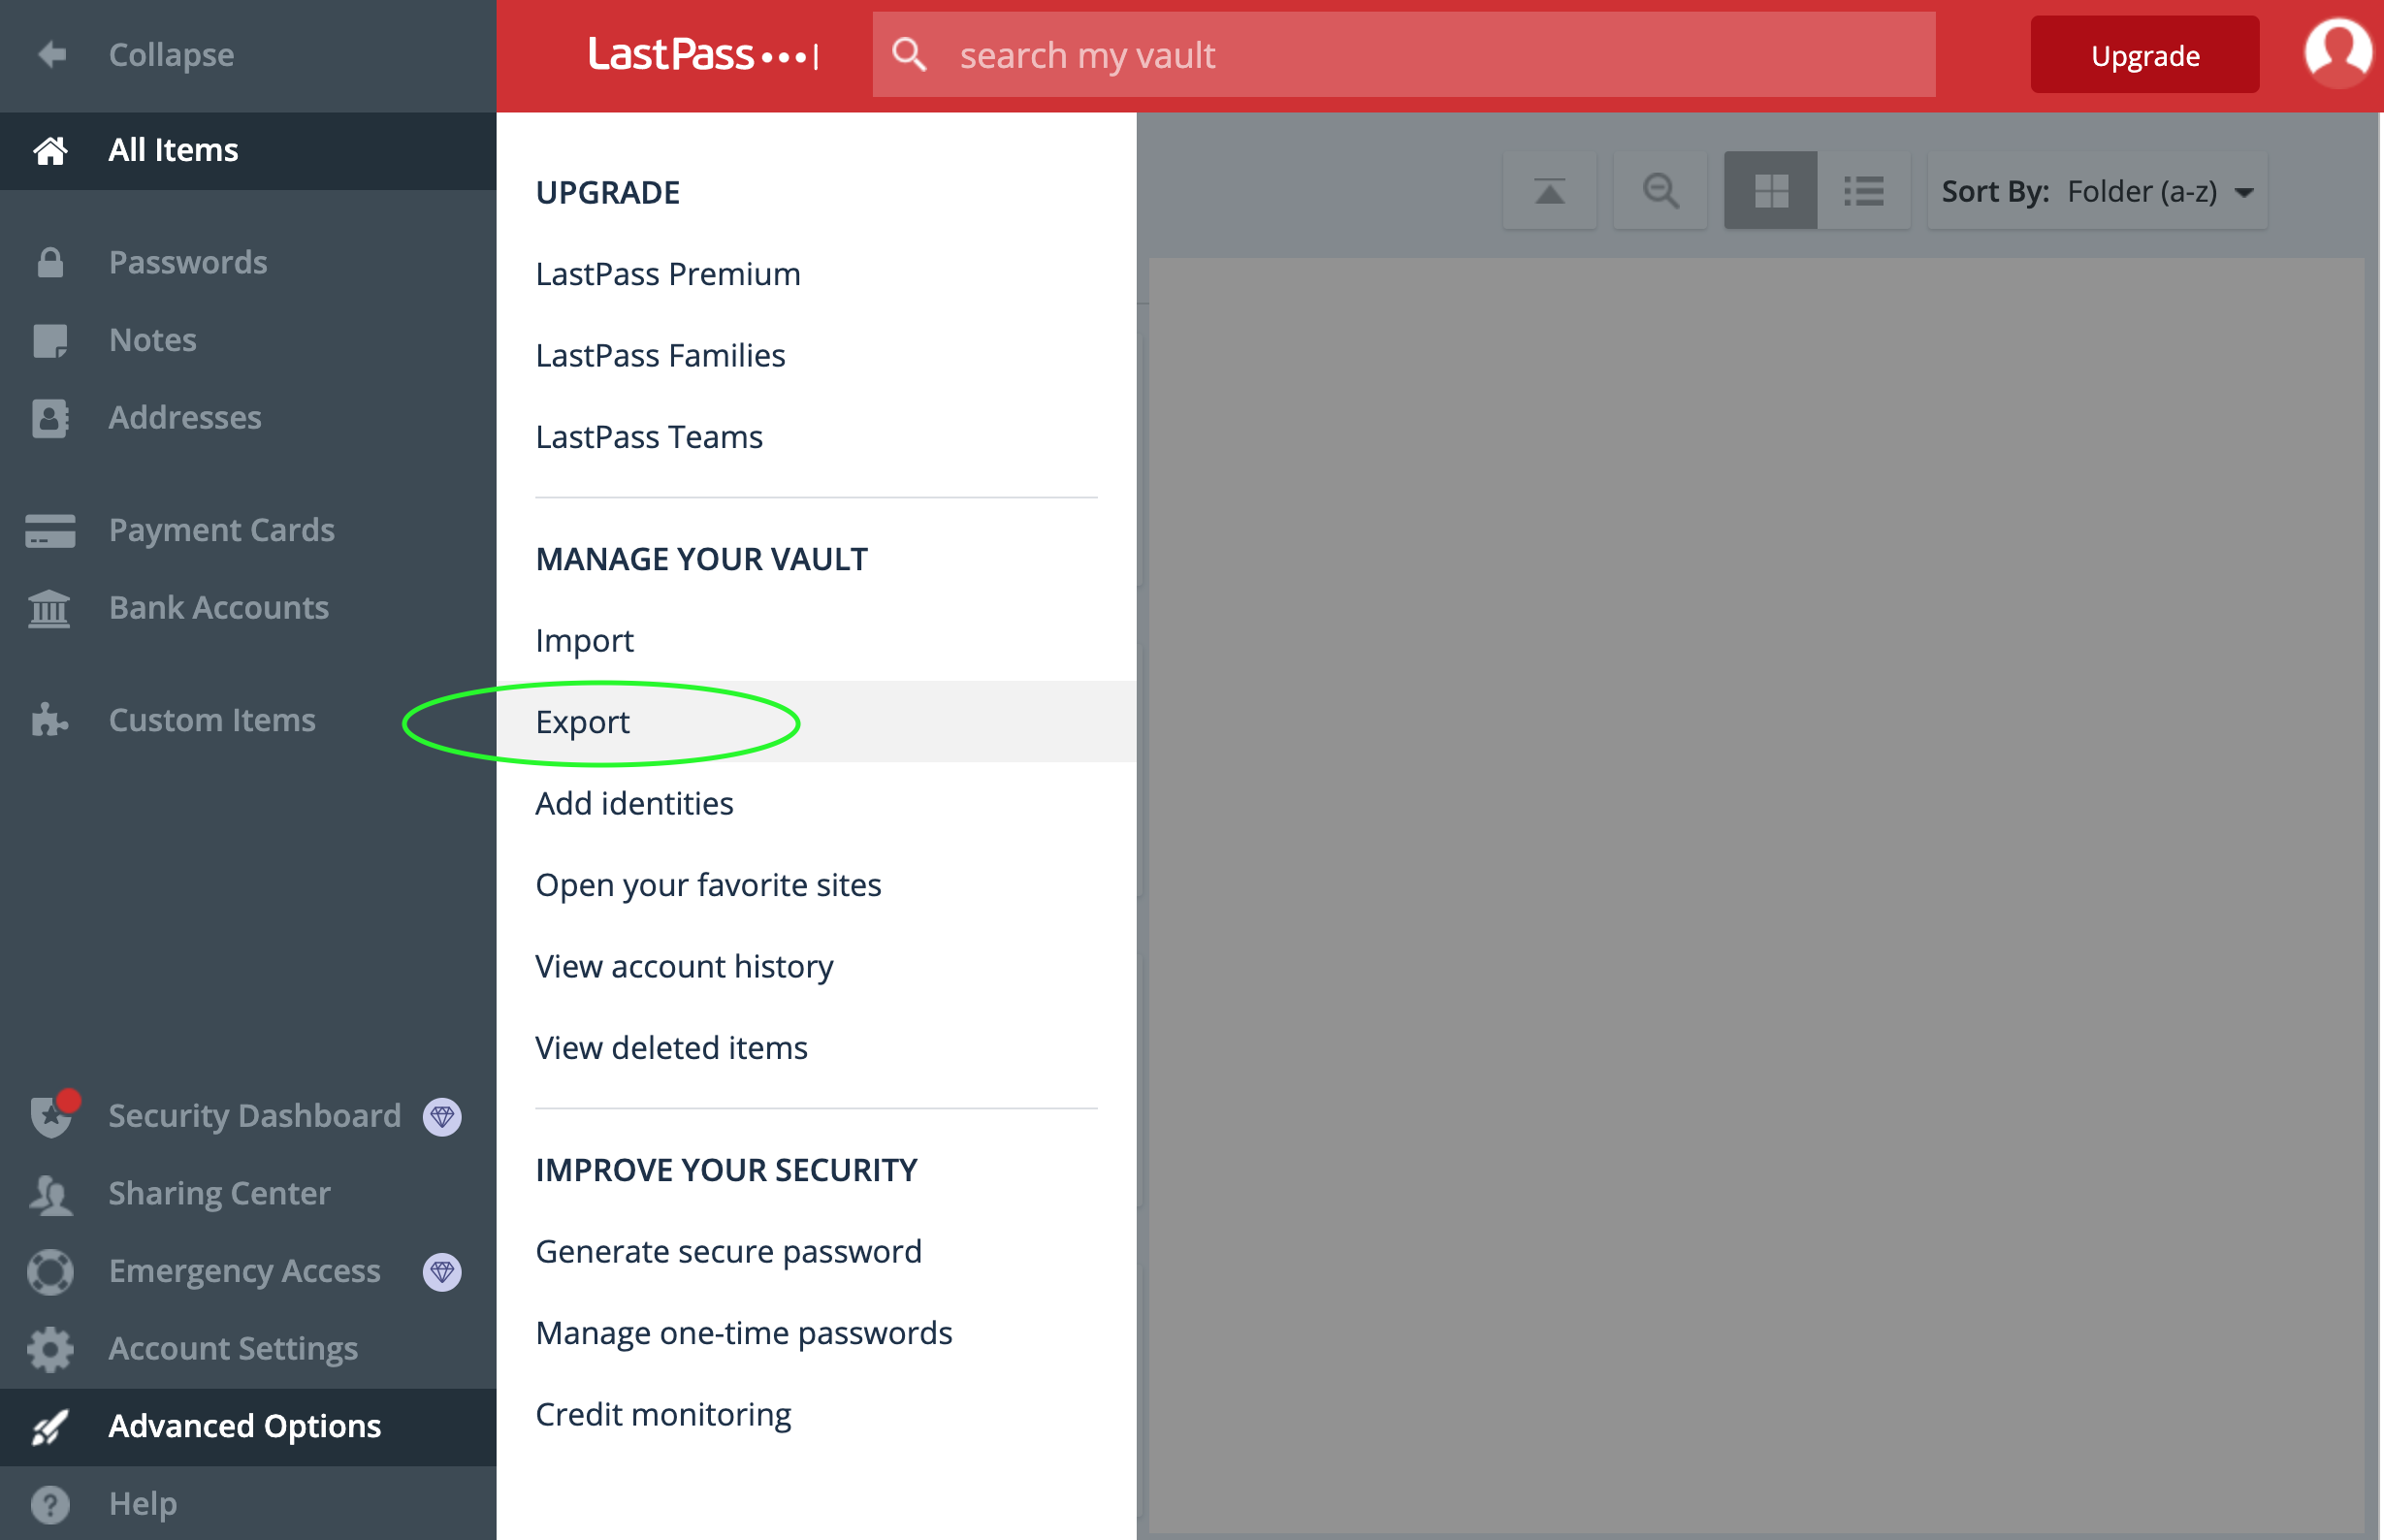 Collapse
LastPass
search my vault
Upgrade
All Items
Passwords
Notes
Addresses
Payment Cards
Bank Accounts
Custom Items
Security Dashboard
Sharing Center
Emergency Access
Account Settings
Advanced Options
Help
UPGRADE
LastPass Premium
LastPass Families
LastPass Teams
MANAGE YOUR VAULT
Import
Export
Add identities
Open your favorite sites
View account history
View deleted items
IMPROVE YOUR SECURITY
Generate secure password
Manage one-time passwords
Credit monitoring
Sort By: Folder (a-z)